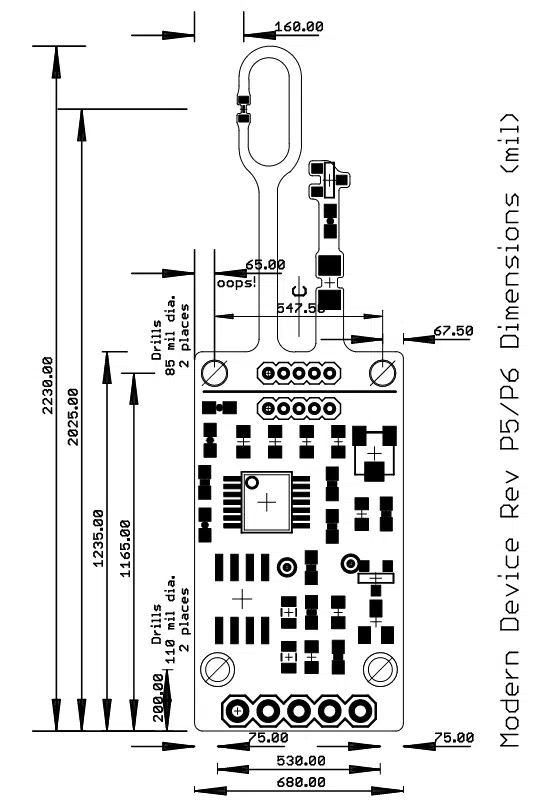 160.00
65.00
oops!
C
547.50
67.50
Drills
85 mil dia.
2 places
2230.00
2025.00
1235.00
1165.00
Drills
110 mil dia.
2 places
200.00
75.00
75.00
530.00
680.00
Modern Device Rev P5/P6 Dimensions (mil)